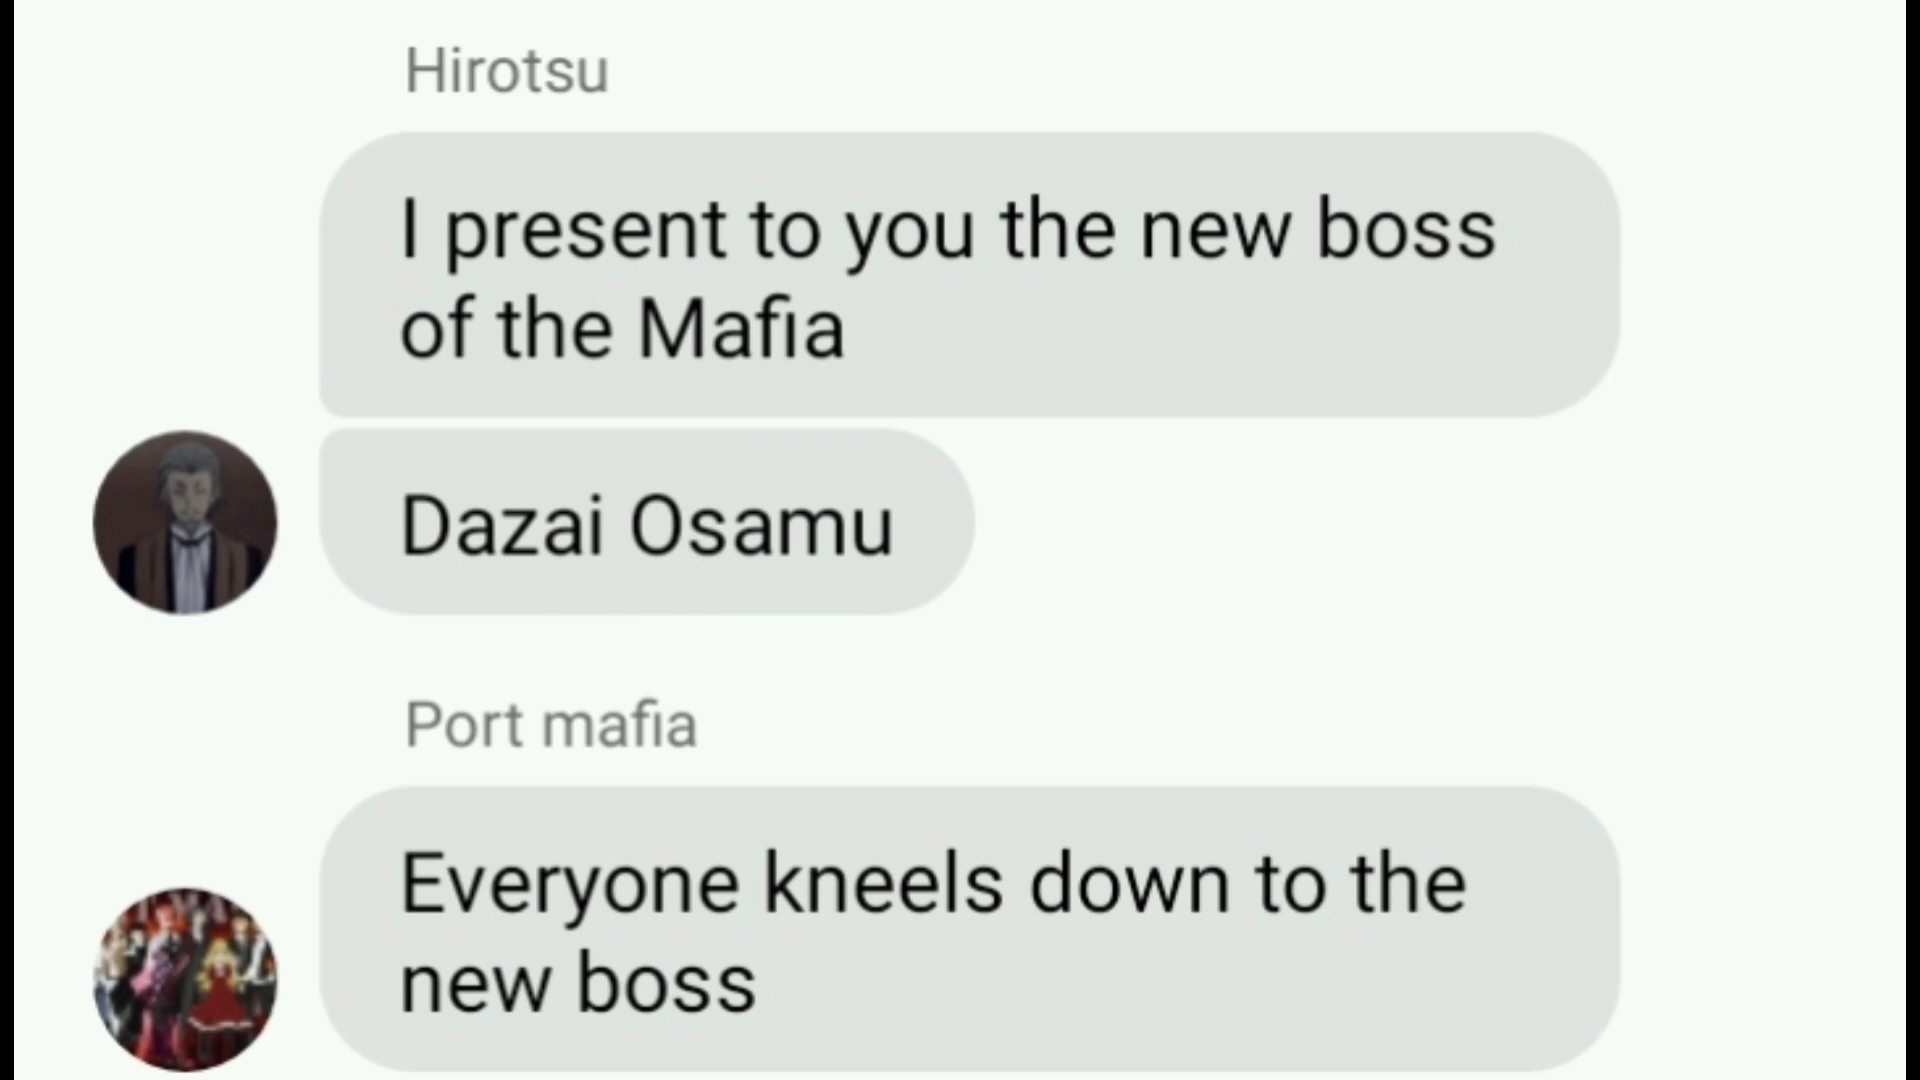 Hirotsu
I present to you the new boss
of the Mafia
Dazai Osamu
Port mafia
Everyone kneels down to the
new boss